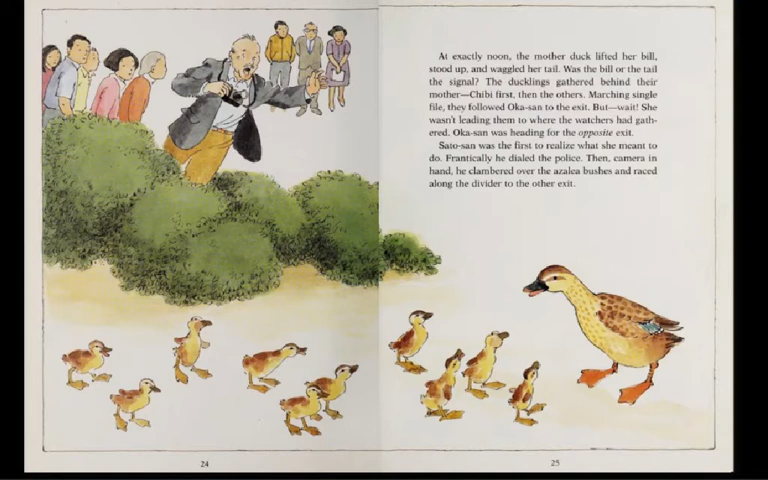 At exactly noon, the mother duck lifted her bill,
stood up, and waggled her tail. Was the bill or the tail
the signal? The ducklings gathered behind their
mother—Chibi first, then the others. Marching single
file, they followed Oka-san to the exit. But—wait! She
wasn't leading them to where the watchers had gath-
ered. Oka-san was heading for the opposite exit.
Sato-san was the first to realize what she meant to
do. Frantically he dialed the police. Then, camera in
hand, he clambered over the azalea bushes and raced
along the divider to the other exit.
24
25